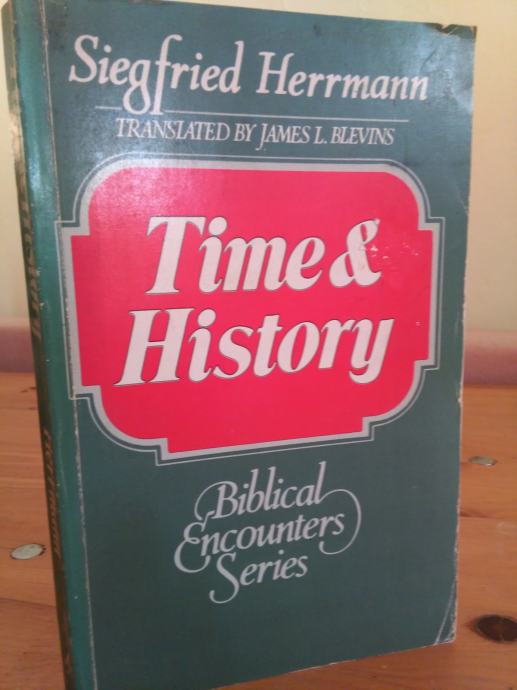 Siegfried Herrmann
TRANSLATED BY JAMES L. BLEVINS
Time &
History
Biblical
Encounters
Series